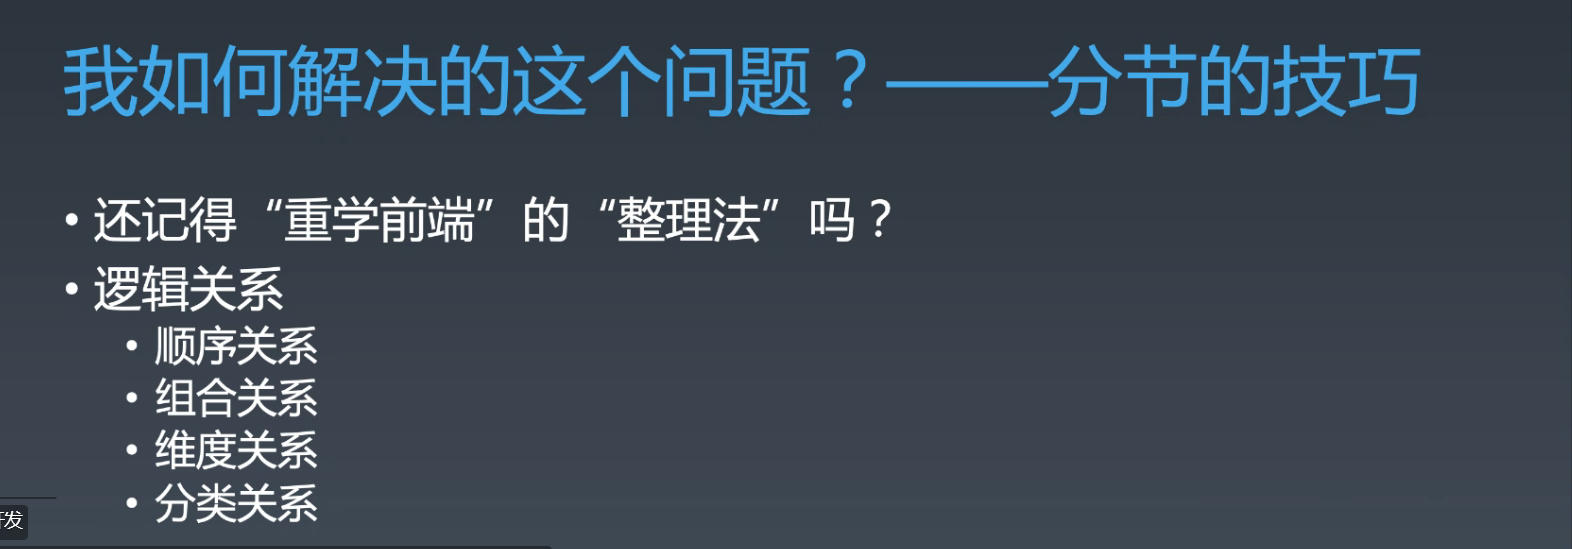 我如何解决的这个问题？——分节的技巧
• 还记得“重学前端”的“整理法”吗？
• 逻辑关系
• 顺序关系
• 组合关系
• 维度关系
• 分类关系
发